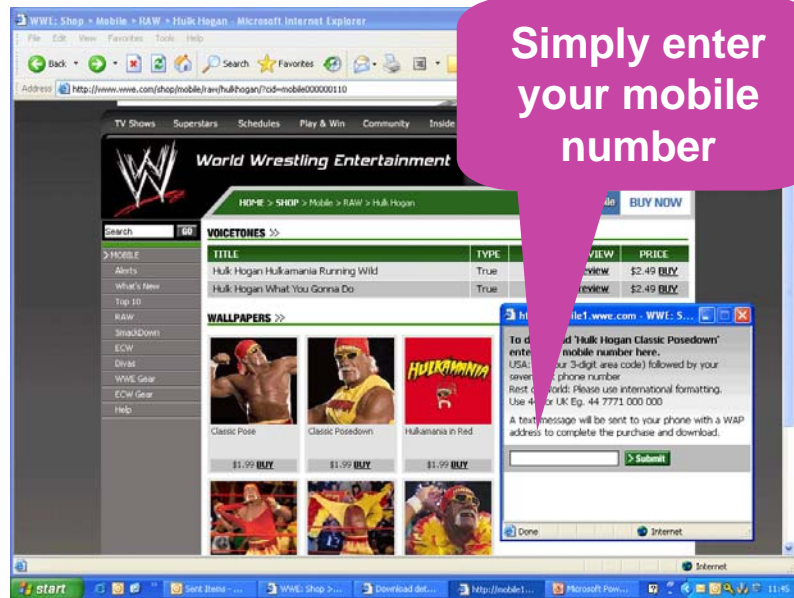 WWE: Shop > Mobile > RAW > Hulk Hogan - Microsoft Internet Explorer
Simply enter
your mobile
number
File Edit View Favorites Tools Help
Back Search Favorites
Address http://www.wwe.com/shop/mobile/raw/hulkhogan/?cid=mobile000000110
TV Shows Superstars Schedules Play & Win Community Inside
World Wrestling Entertainment
HOME > SHOP > Mobile > RAW > Hulk Hogan BUY NOW
Search GO
VOICETONES >>
> MOBILE
Alerts
What's New
Top 10
RAW
SmackDown
ECW
Divas
WWE Gear
ECW Gear
Help
TITLE TYPE PRICE
Hulk Hogan Hulkamania Running Wild True $2.49 BUY
Hulk Hogan What You Gonna Do True $2.49 BUY
WALLPAPERS >>
HULKAMANIA
Classic Pose Classic Posedown Hulkamania in Red
$1.99 BUY $1.99 BUY $1.99 BUY
WWE: S...
'Hulk Hogan Classic Posedown'
mobile number here.
USA: 3-digit area code) followed by your
phone number
Rest Please use international formatting.
Use UK Eg. 44 7771 000 000
A text message will be sent to your phone with a WAP
address to complete the purchase and download.
> Submit
Done Internet
Internet
start Sent Items - ... WWE: Shop >... Download det... http://mobile1... Microsoft Pow... 11:45